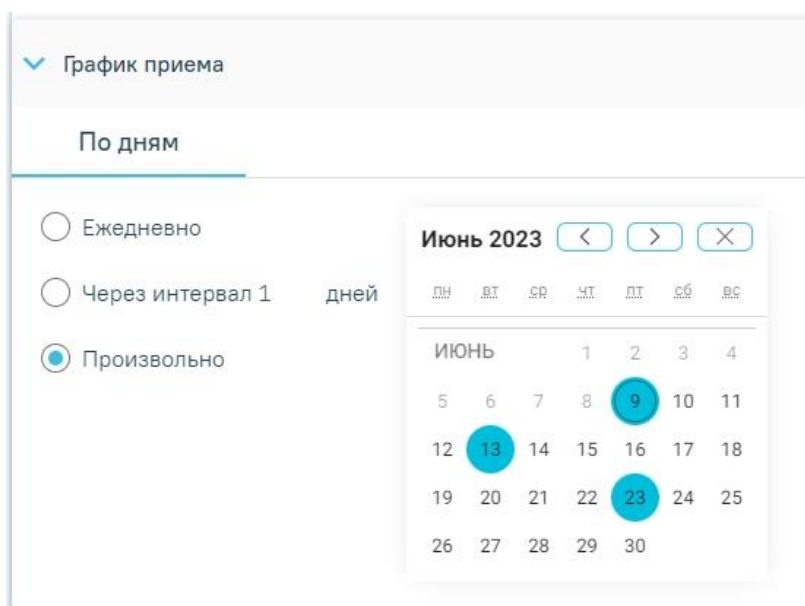 График приема
По дням
Ежедневно
Через интервал 1 дней
Произвольно
Июнь 2023
пн вт ср чт пт сб вс
ИЮНЬ 1 2 3 4
5 6 7 8 9 10 11
12 13 14 15 16 17 18
19 20 21 22 23 24 25
26 27 28 29 30